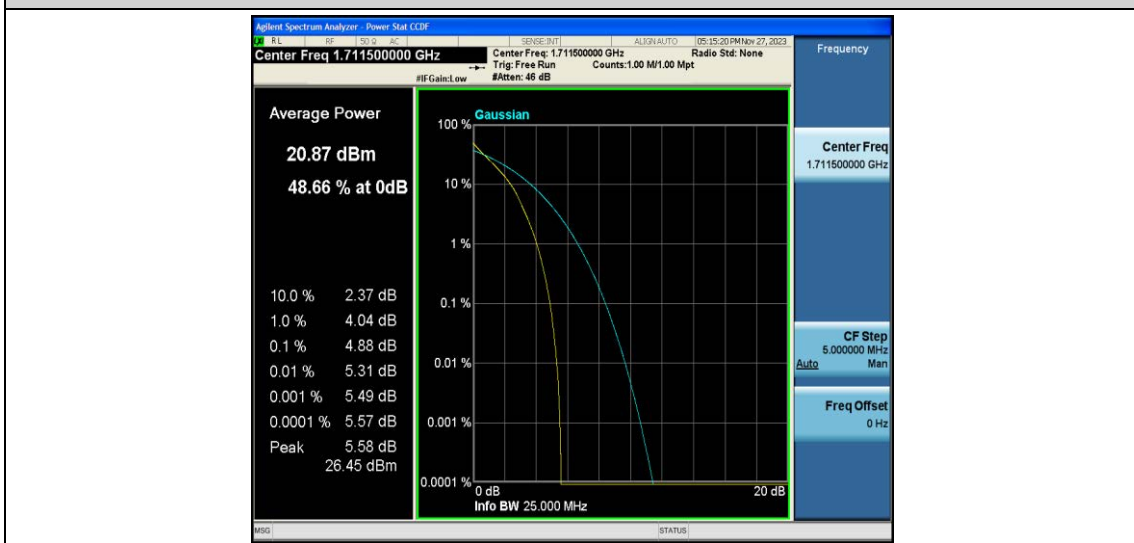 Agilent Spectrum Analyzer - Power Stat CCDF
RL RF 50 Ω AC SENSE:INT ALIGN AUTO 05:15:20 PM Nov 27, 2023
Center Freq 1.711500000 GHz
Center Freq: 1.711500000 GHz Radio Std: None
Trig: Free Run Counts:1.00 M/1.00 Mpt
#IFGain:Low #Atten: 46 dB
Frequency
Average Power
20.87 dBm
48.66 % at 0dB
10.0 % 2.37 dB
1.0 % 4.04 dB
0.1 % 4.88 dB
0.01 % 5.31 dB
0.001 % 5.49 dB
0.0001 % 5.57 dB
Peak 5.58 dB
26.45 dBm
Gaussian
100 %
10 %
1 %
0.1 %
0.01 %
0.001 %
0.0001 %
0 dB 20 dB
Info BW 25.000 MHz
Center Freq
1.711500000 GHz
CF Step
5.000000 MHz
Auto Man
Freq Offset
0 Hz
MSG STATUS